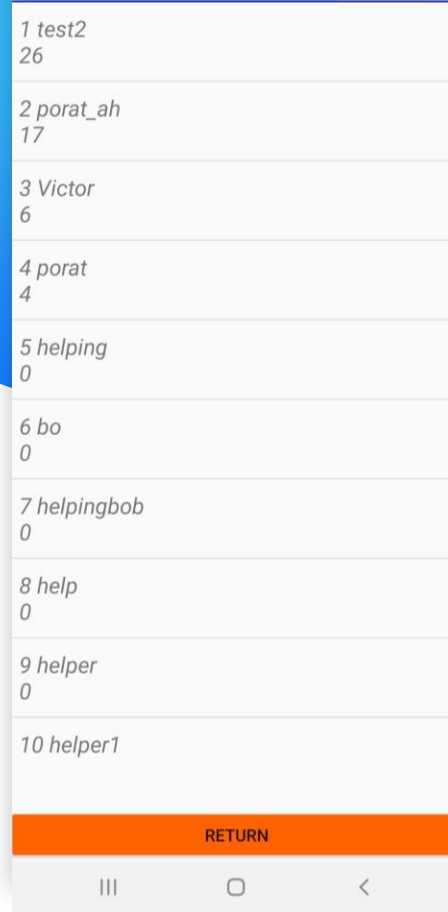 1 test2
26
2 porat_ah
17
3 Victor
6
4 porat
4
5 helping
0
6 bo
0
7 helpingbob
0
8 help
0
9 helper
0
10 helper1
RETURN